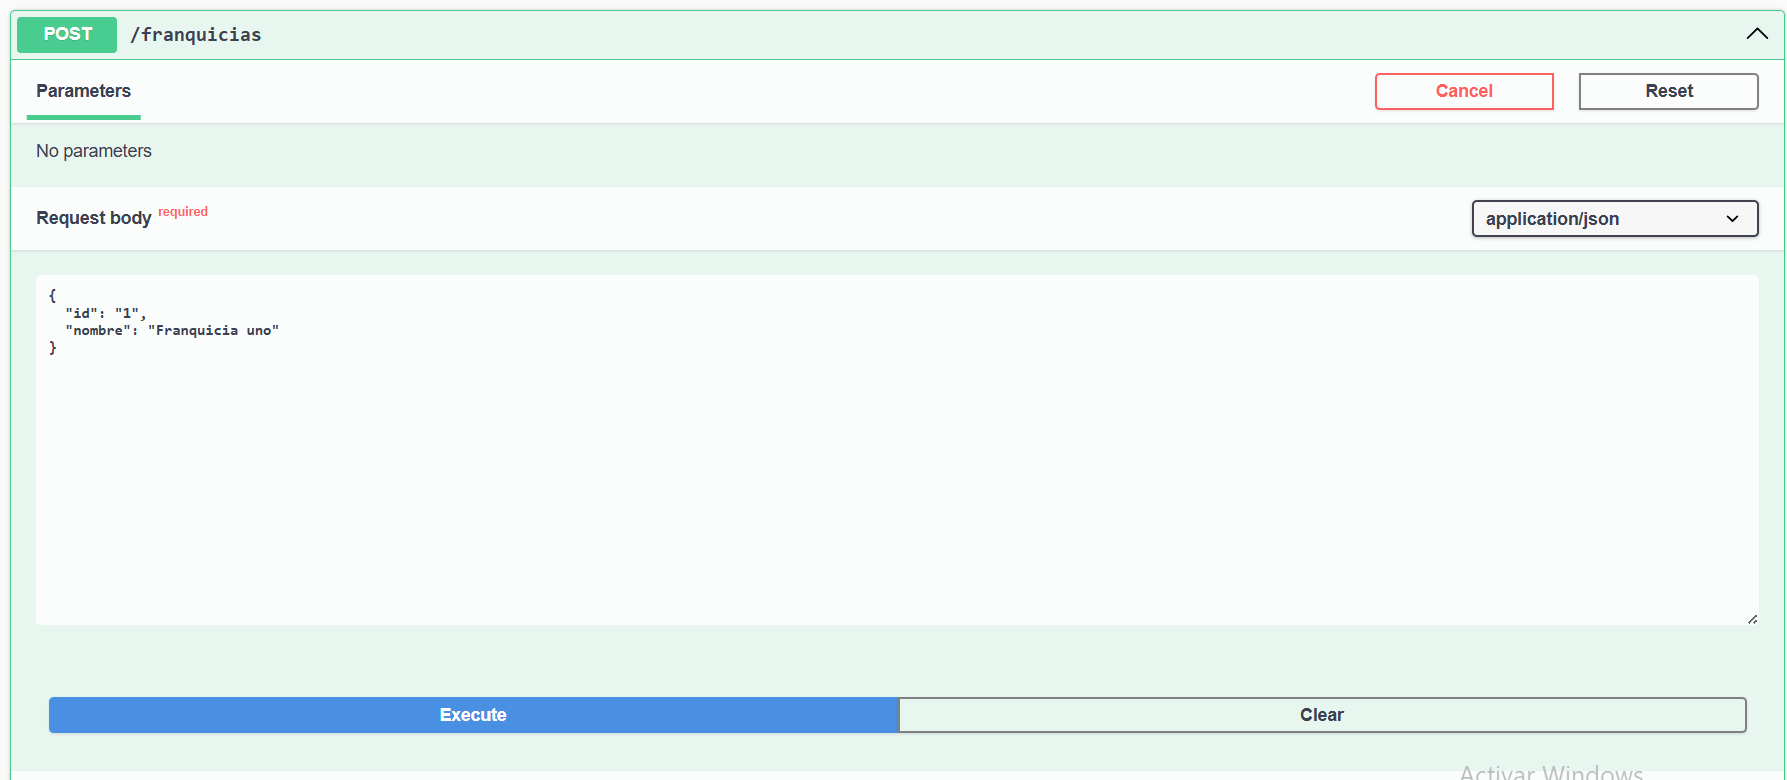 POST /franquicias
Parameters
Cancel
Reset
No parameters
Request body required
application/json
{
  "id": "1",
  "nombre": "Franquicia uno"
}
Execute
Clear
Activar Windows